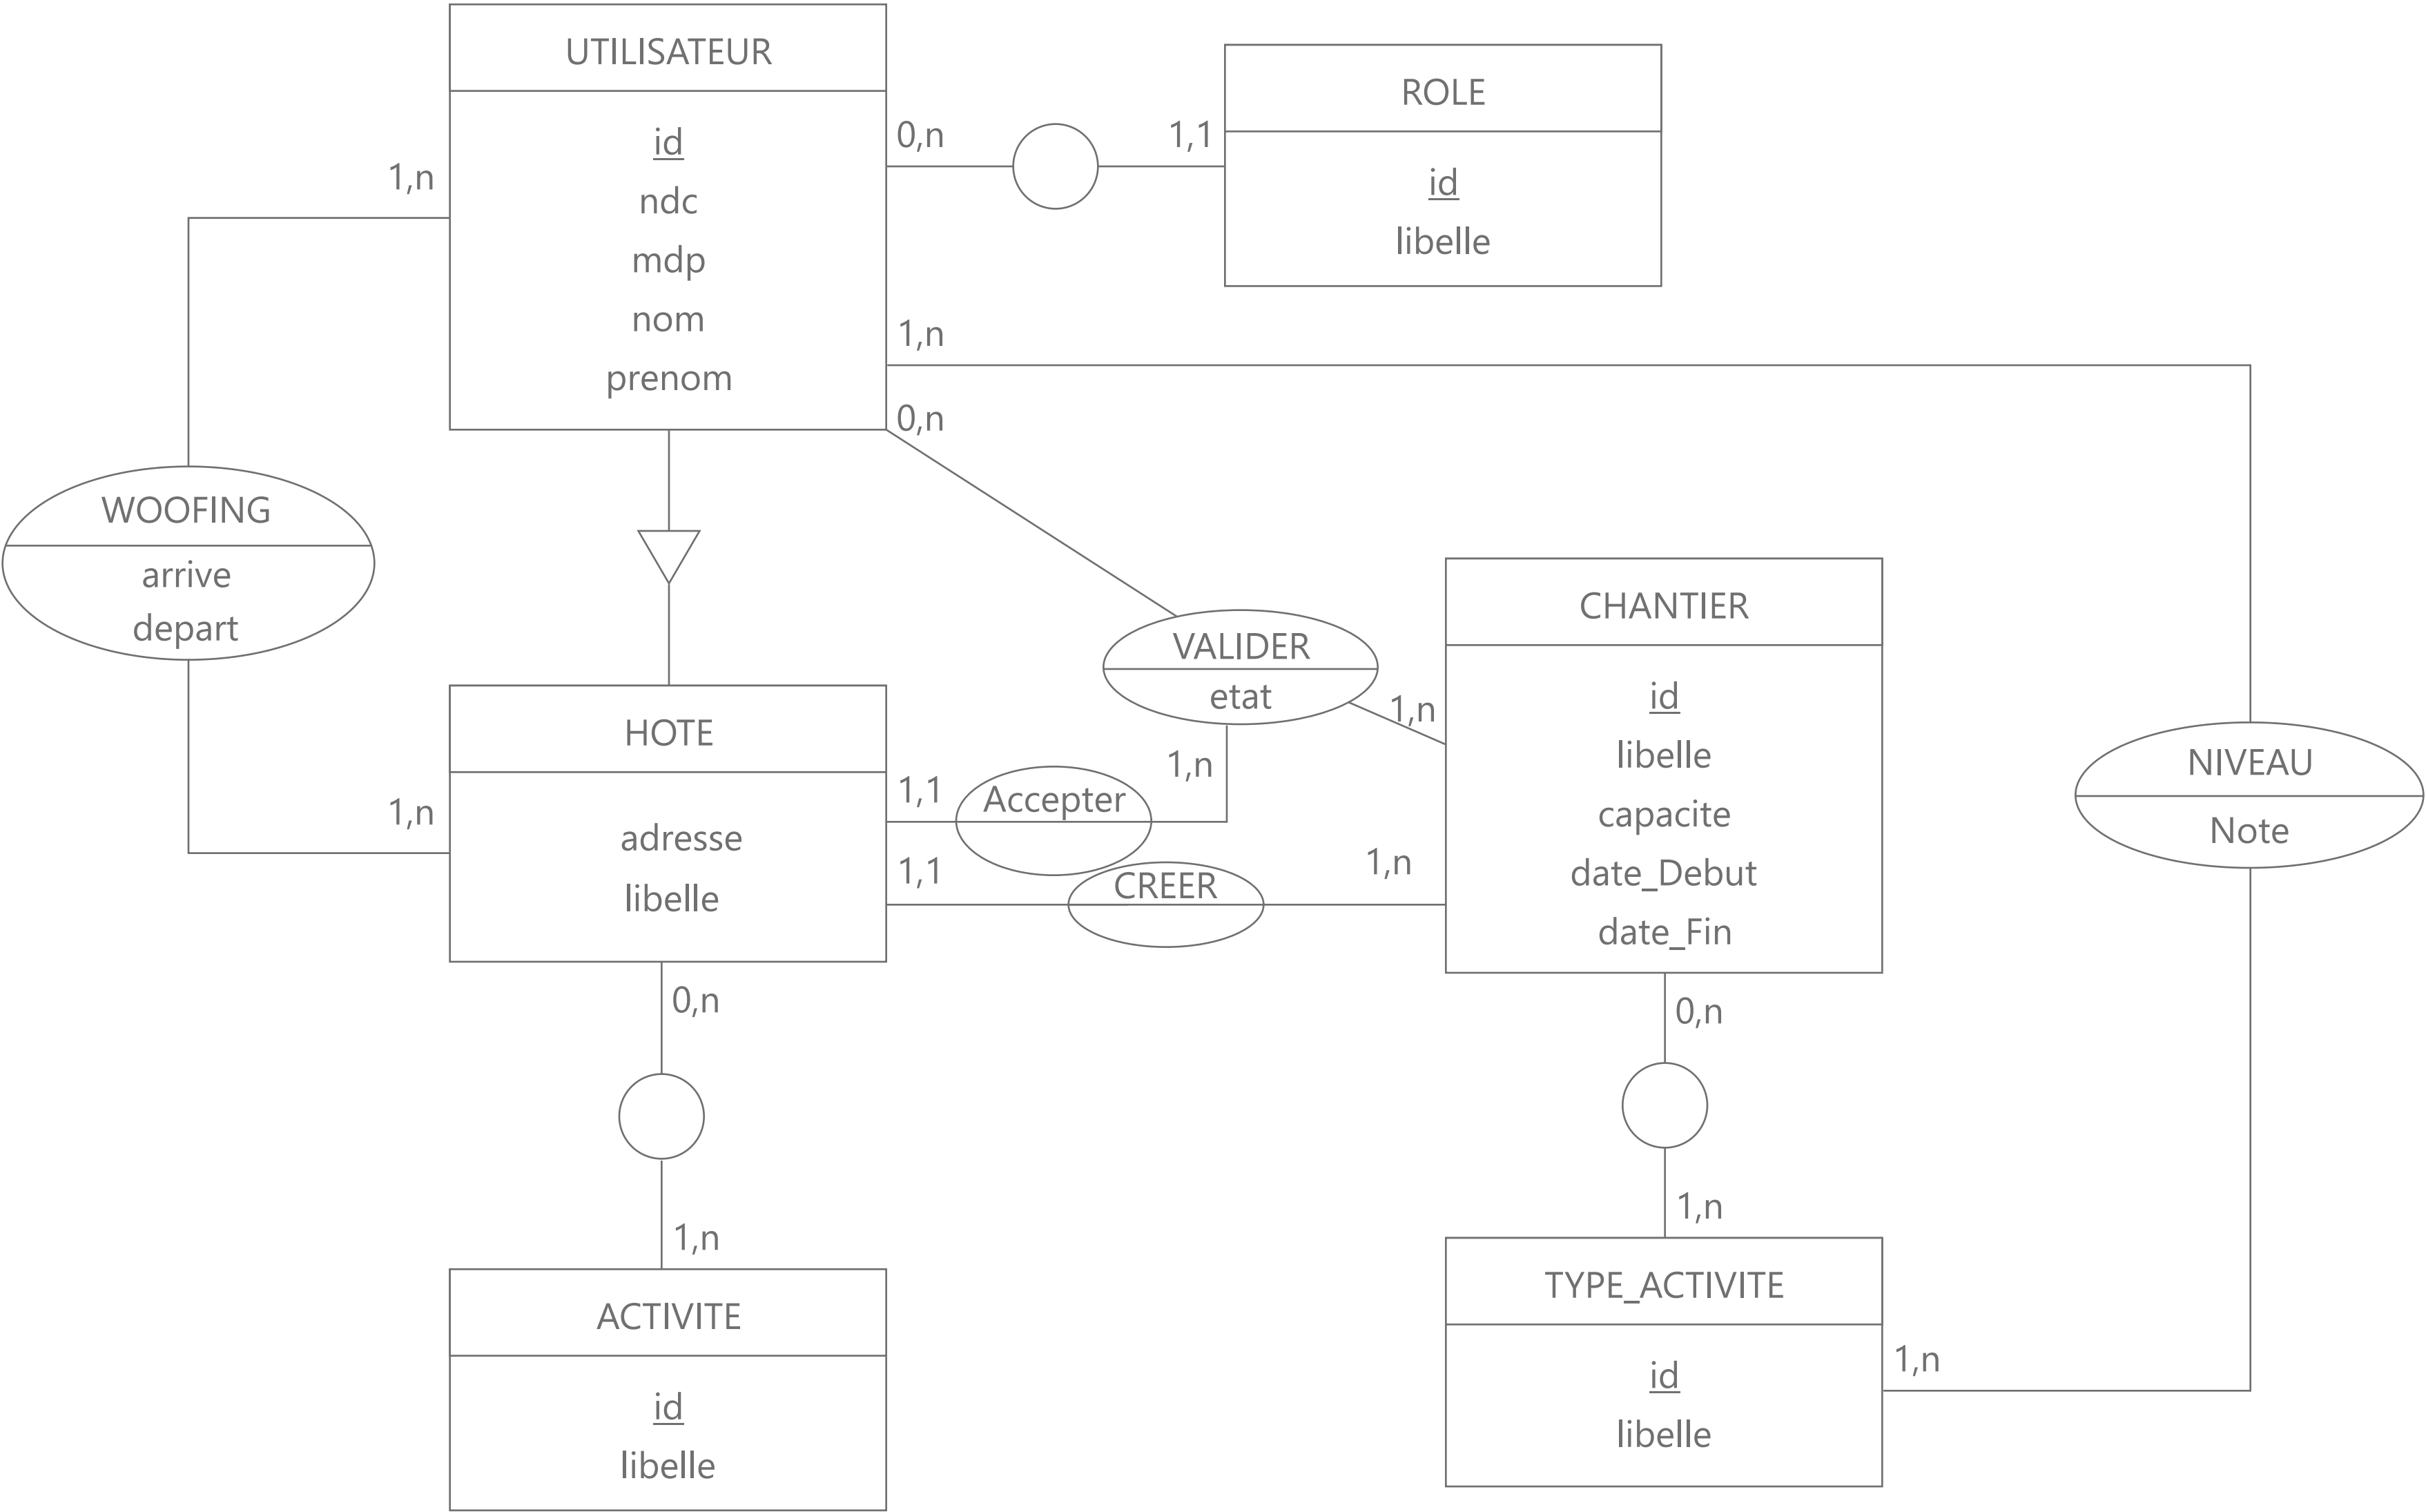 UTILISATEUR
id
ndc
mdp
nom
prenom
ROLE
id
libelle
0,n
1,1
1,n
1,n
0,n
WOOFING
arrive
depart
1,n
HOTE
adresse
libelle
VALIDER
etat
1,n
1,n
1,1
Accepter
1,1
CREER
1,n
CHANTIER
id
libelle
capacite
date_Debut
date_Fin
NIVEAU
Note
0,n
1,n
ACTIVITE
id
libelle
0,n
1,n
TYPE_ACTIVITE
id
libelle
1,n